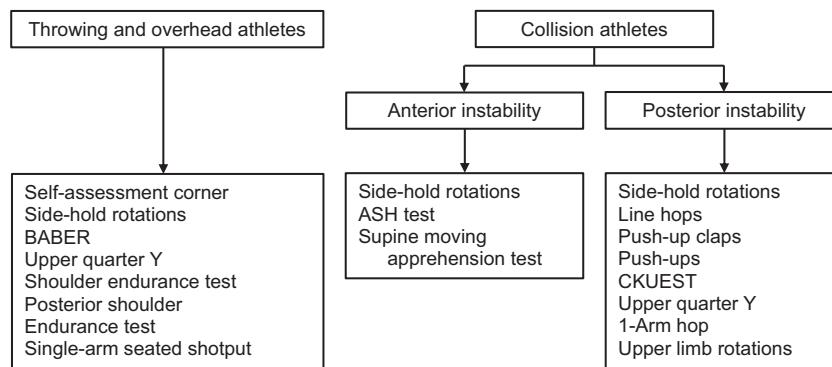 Throwing and overhead athletes
Collision athletes
Anterior instability
Posterior instability
Self-assessment corner
Side-hold rotations
BABER
Upper quarter Y
Shoulder endurance test
Posterior shoulder
Endurance test
Single-arm seated shotput
Side-hold rotations
ASH test
Supine moving
apprehension test
Side-hold rotations
Line hops
Push-up claps
Push-ups
CKUEST
Upper quarter Y
1-Arm hop
Upper limb rotations